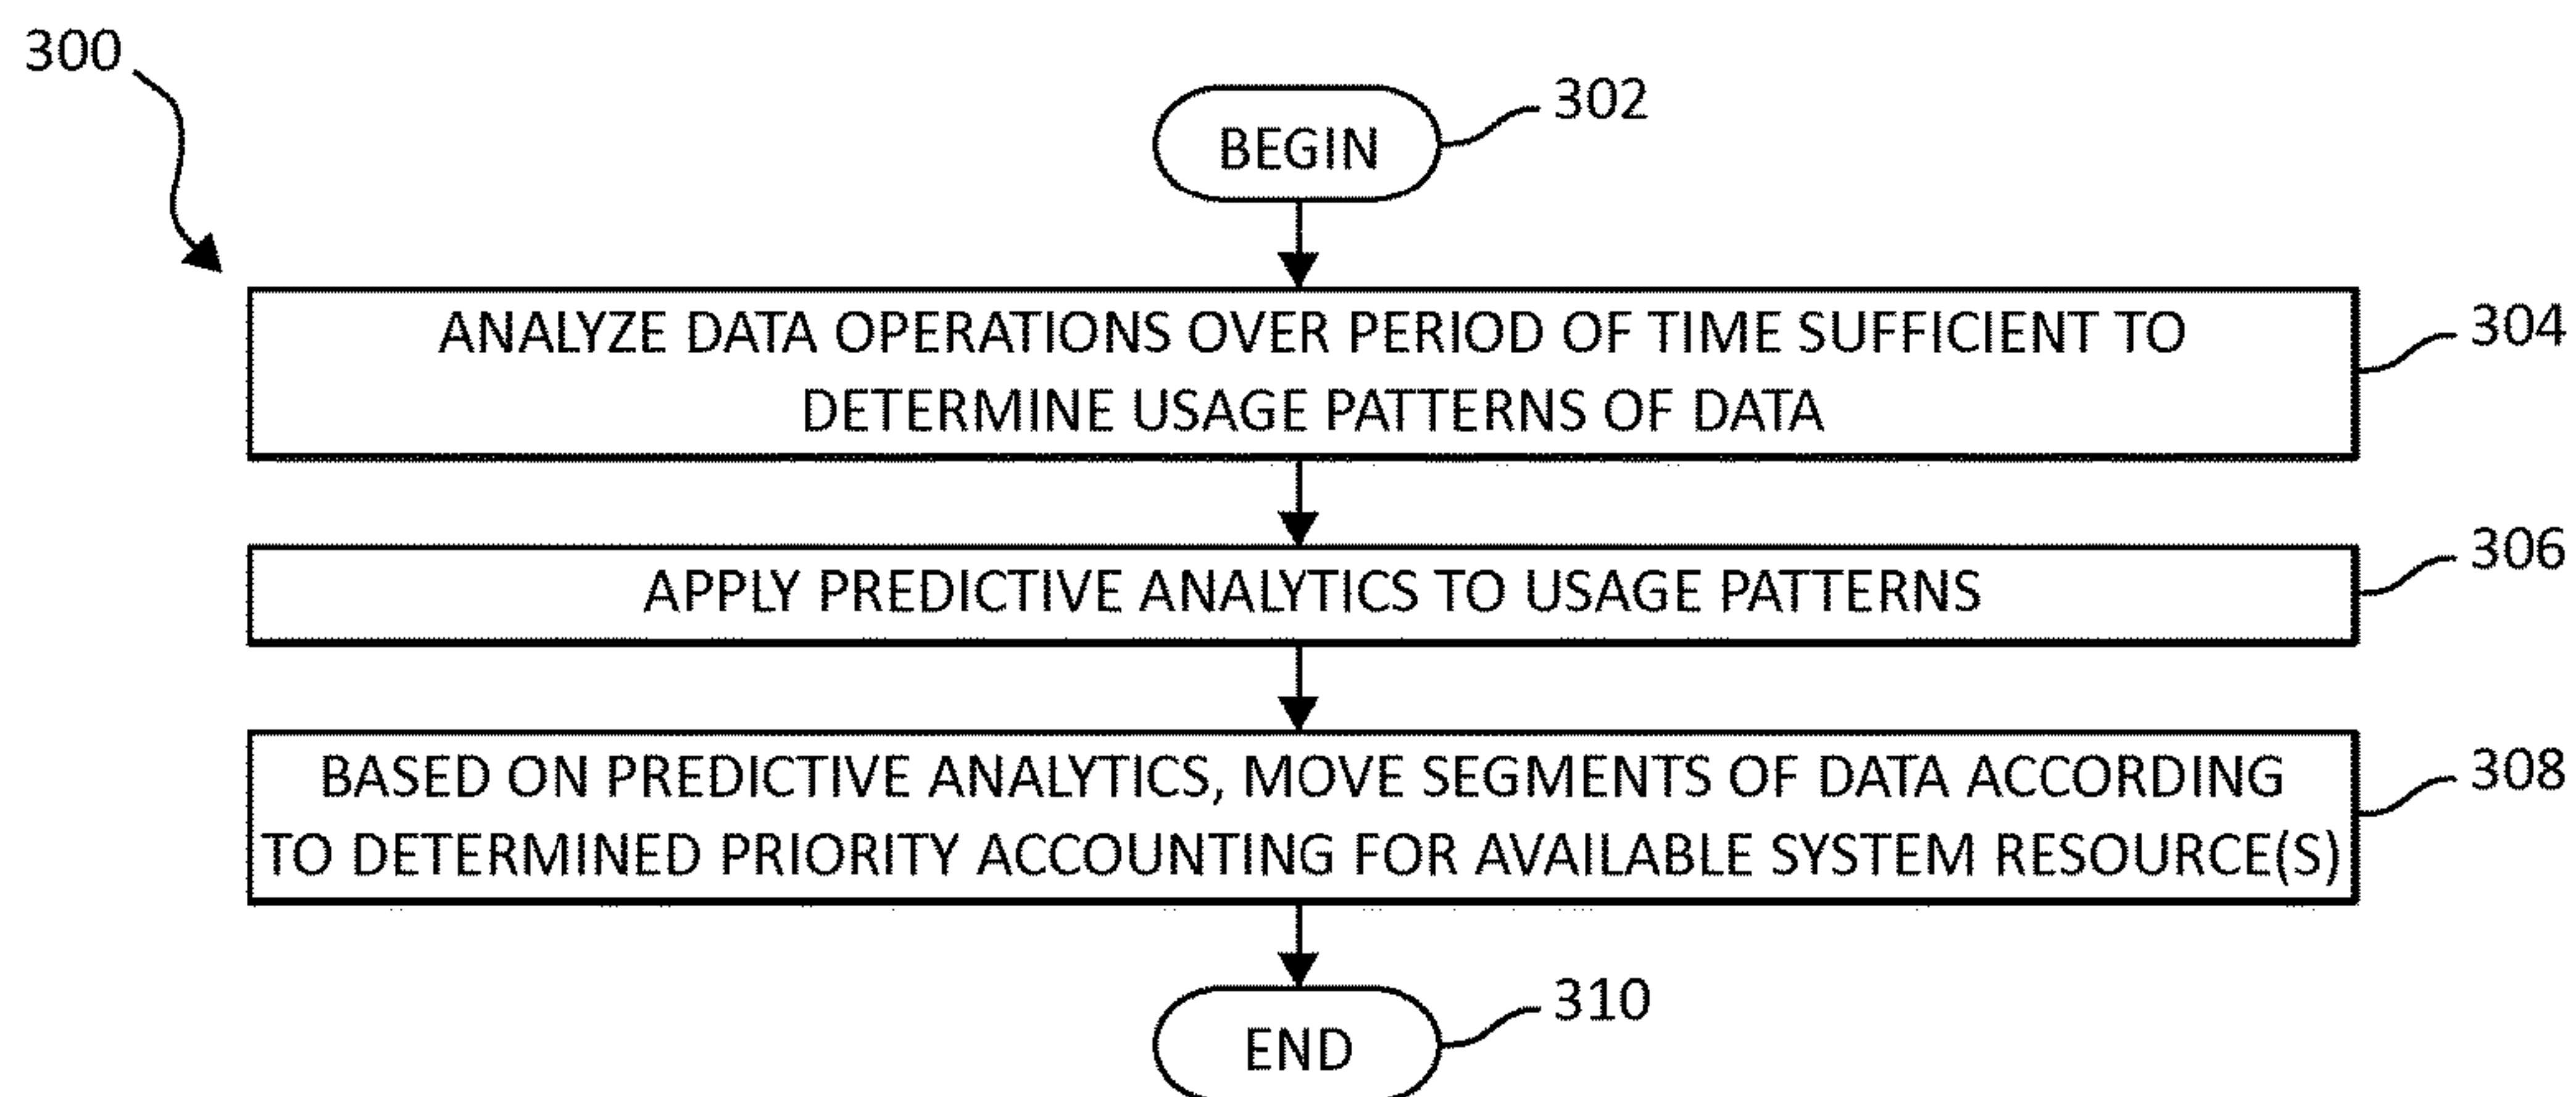 300
302
BEGIN
ANALYZE DATA OPERATIONS OVER PERIOD OF TIME SUFFICIENT TO
DETERMINE USAGE PATTERNS OF DATA
304
APPLY PREDICTIVE ANALYTICS TO USAGE PATTERNS
306
BASED ON PREDICTIVE ANALYTICS, MOVE SEGMENTS OF DATA ACCORDING
TO DETERMINED PRIORITY ACCOUNTING FOR AVAILABLE SYSTEM RESOURCE(S)
308
310
END